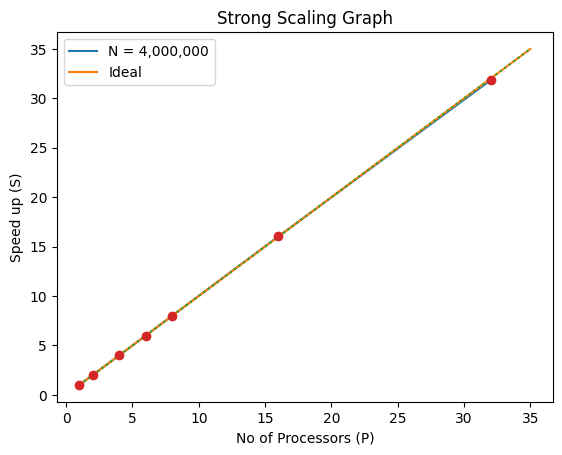 Strong Scaling Graph
N = 4,000,000
Ideal
Speed up (S)
35
30
25
20
15
10
5
0
0 5 10 15 20 25 30 35
No of Processors (P)